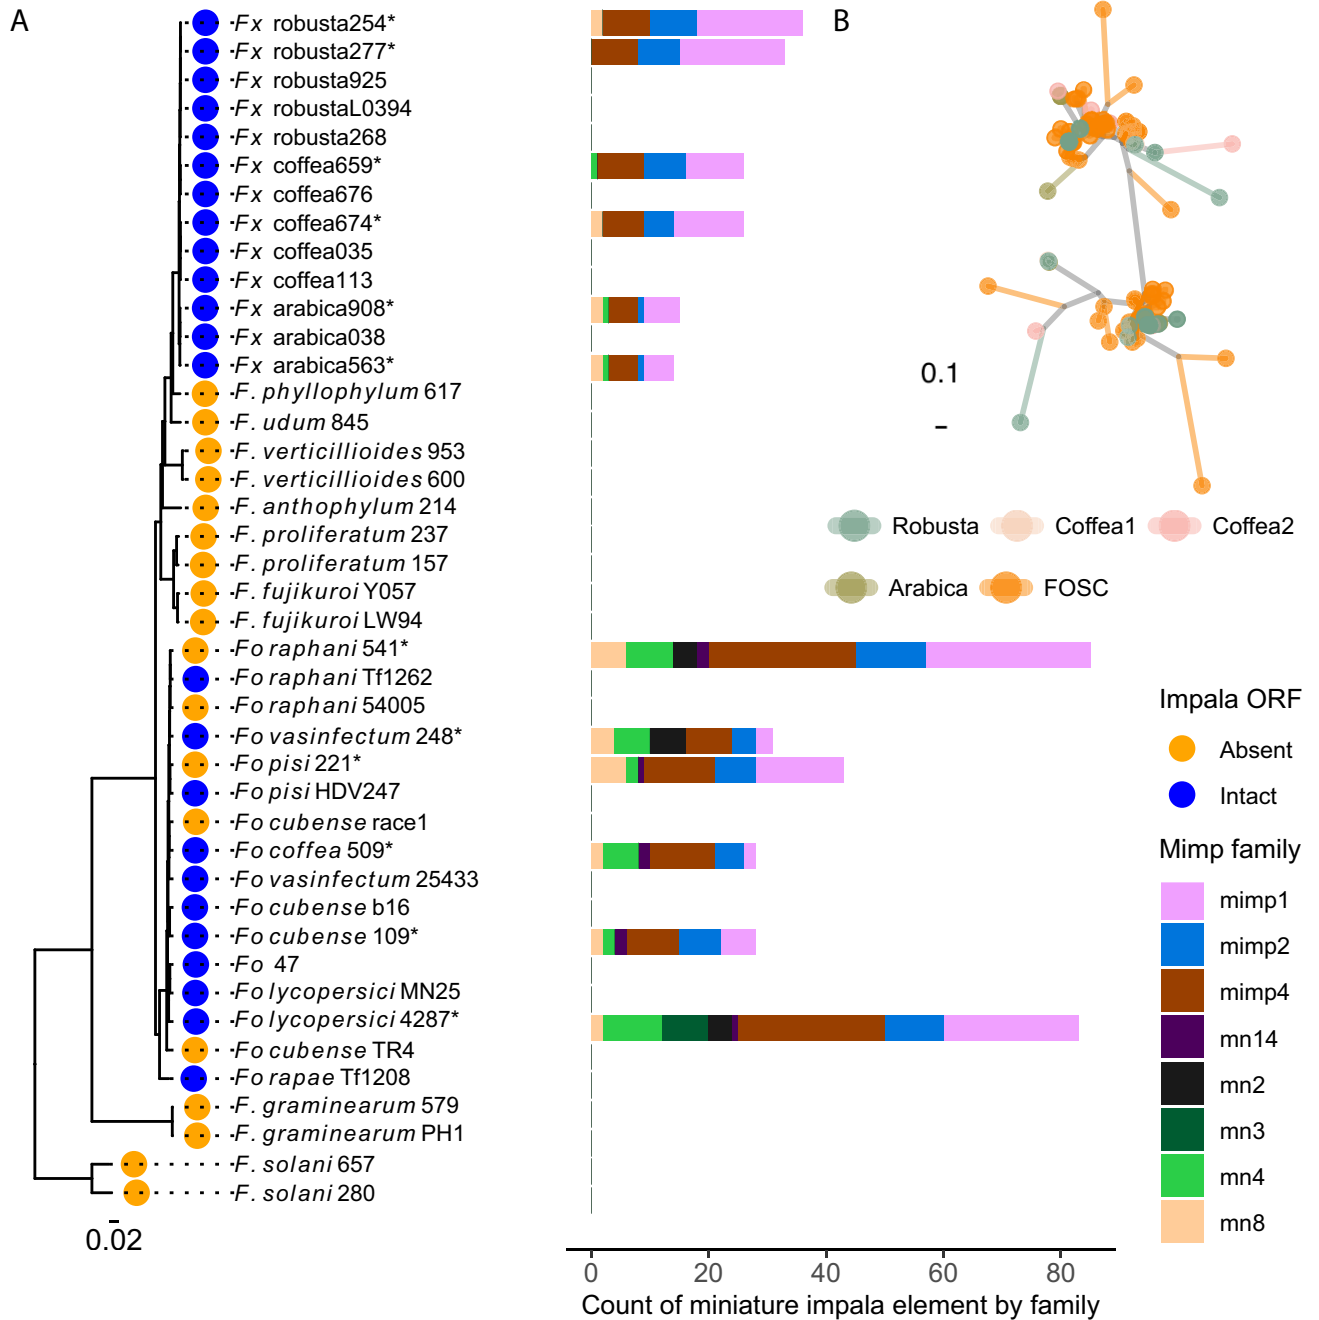 A
B
Fx robusta254*
Fx robusta277*
Fx robusta925
Fx robustaL0394
Fx robusta268
Fx coffea659*
Fx coffea676
Fx coffea674*
Fx coffea035
Fx coffea113
Fx arabica908*
Fx arabica038
Fx arabica563*
F. phyllophylum 617
F. udum 845
F. verticillioides 953
F. verticillioides 600
F. anthophylum 214
F. proliferatum 237
F. proliferatum 157
F. fujikuroi Y057
F. fujikuroi LW94
Fo raphani 541*
Fo raphani Tf1262
Fo raphani 54005
Fo vasinfectum 248*
Fo pisi 221*
Fo pisi HDV247
Fo cubense race1
Fo coffea 509*
Fo vasinfectum 25433
Fo cubense b16
Fo cubense 109*
Fo 47
Fo lycopersici MN25
Fo lycopersici 4287*
Fo cubense TR4
Fo rapae Tf1208
F. graminearum 579
F. graminearum PH1
F. solani 657
F. solani 280
0.02
0 20 40 60 80
Count of miniature impala element by family
0.1
Robusta Coffea1 Coffea2
Arabica FOSC
Impala ORF
Absent
Intact
Mimp family
mimp1
mimp2
mimp4
mn14
mn2
mn3
mn4
mn8